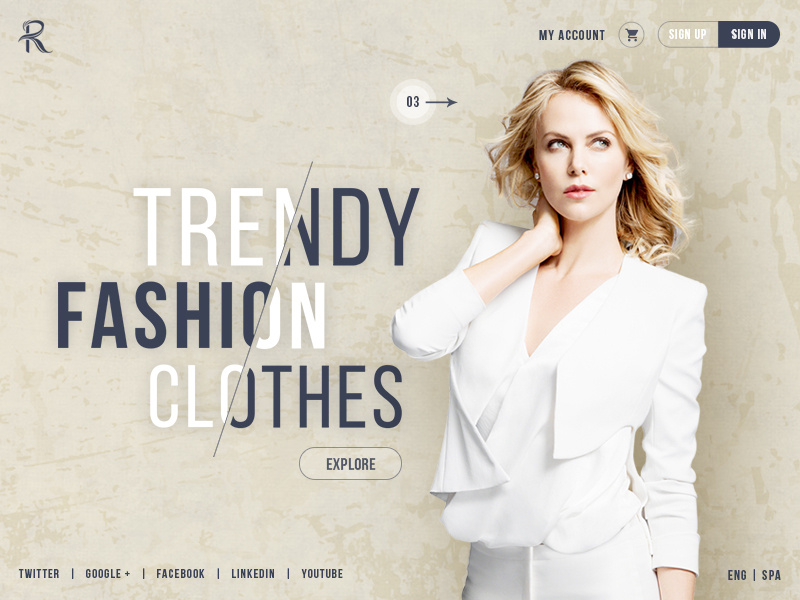 R
MY ACCOUNT
SIGN UP
SIGN IN
03
TRENDY
FASHION
CLOTHES
EXPLORE
TWITTER | GOOGLE + | FACEBOOK | LINKEDIN | YOUTUBE
ENG | SPA